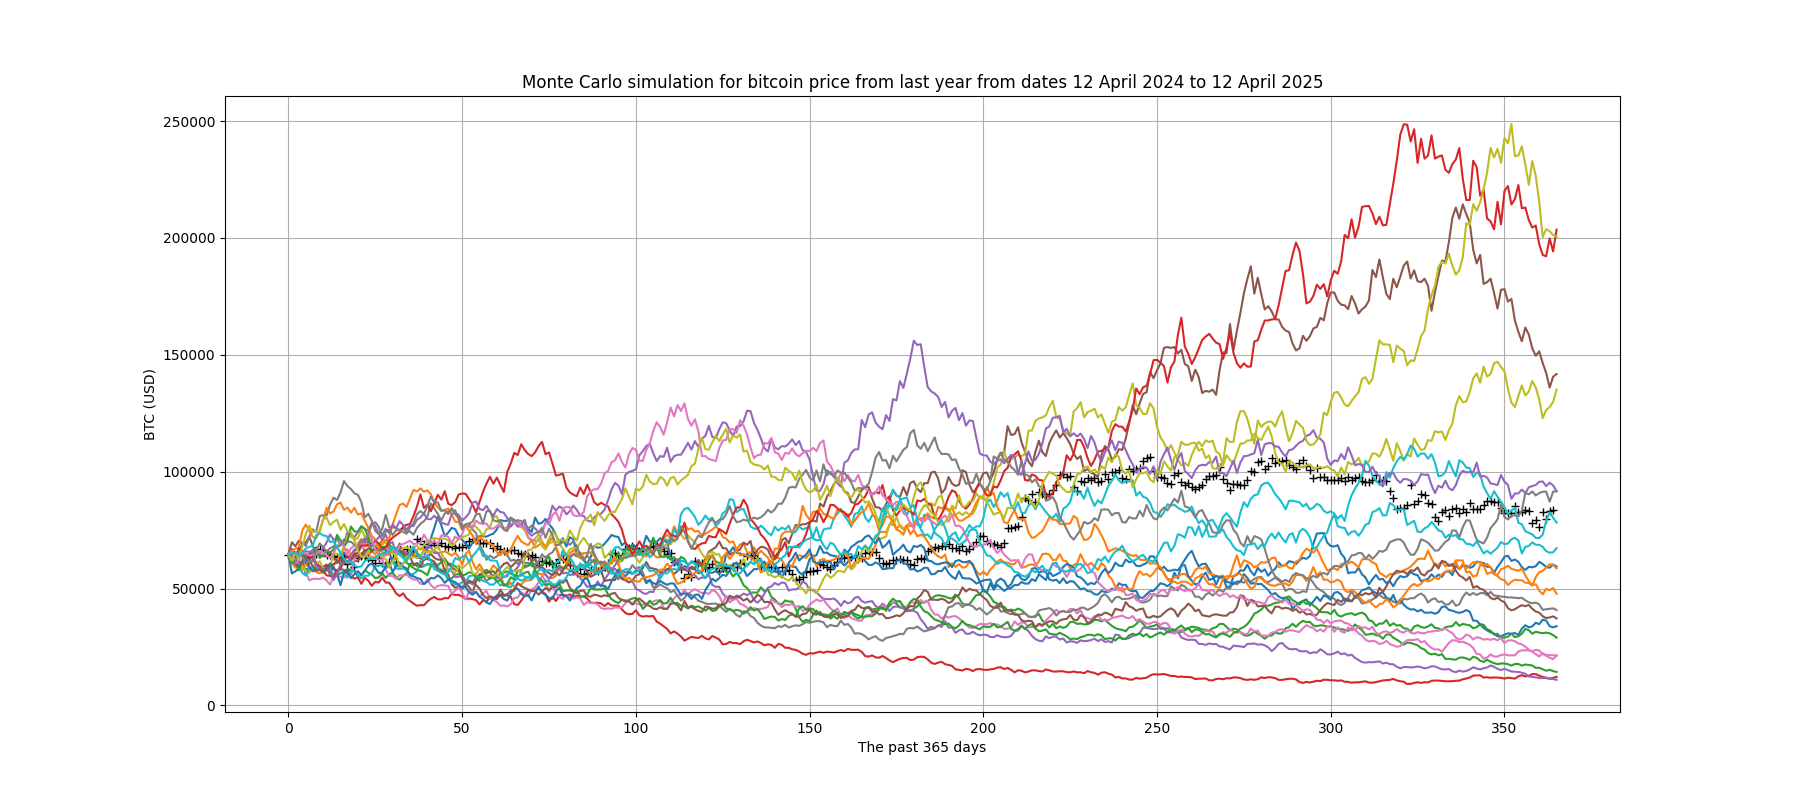 Monte Carlo simulation for bitcoin price from last year from dates 12 April 2024 to 12 April 2025
250000
200000
150000
100000
50000
0
BTC (USD)
0 50 100 150 200 250 300 350
The past 365 days